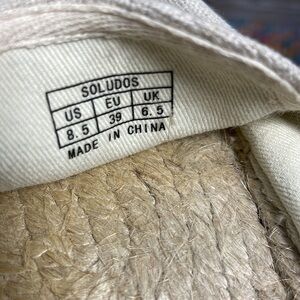 SOLUDOS
US EU UK
8.5 39 6.5
MADE IN CHINA